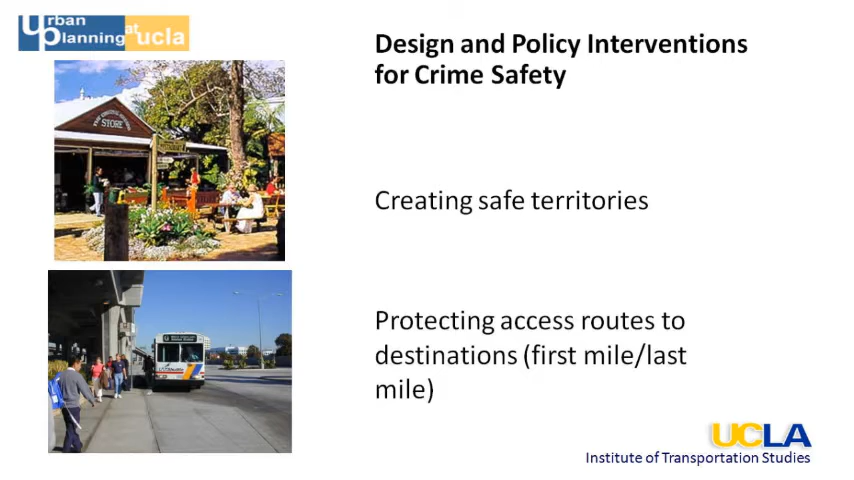 Urban
Planning at ucla
Design and Policy Interventions
for Crime Safety
STORE
Creating safe territories
Protecting access routes to
destinations (first mile/last
mile)
UCLA
Institute of Transportation Studies